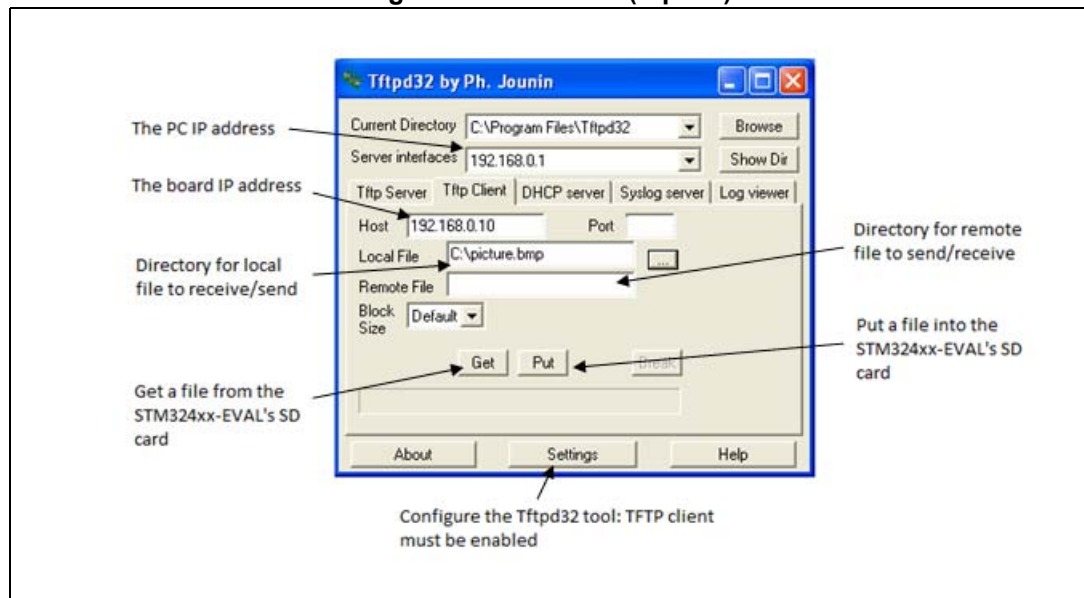 Tftpd32 by Ph. Jounin
The PC IP address
Current Directory C:\Program Files\Tftpd32 Browse
Server interfaces 192.168.0.1 Show Dir
The board IP address
Tftp Server Tftp Client DHCP server Syslog server Log viewer
Host 192.168.0.10 Port
Directory for local
file to receive/send
Local File C:\picture.bmp ...
Directory for remote
file to send/receive
Remote File
Block
Size Default
Get Put Break
Put a file into the
STM324xx-EVAL's SD
card
Get a file from the
STM324xx-EVAL's SD
card
About Settings Help
Configure the Tftpd32 tool: TFTP client
must be enabled